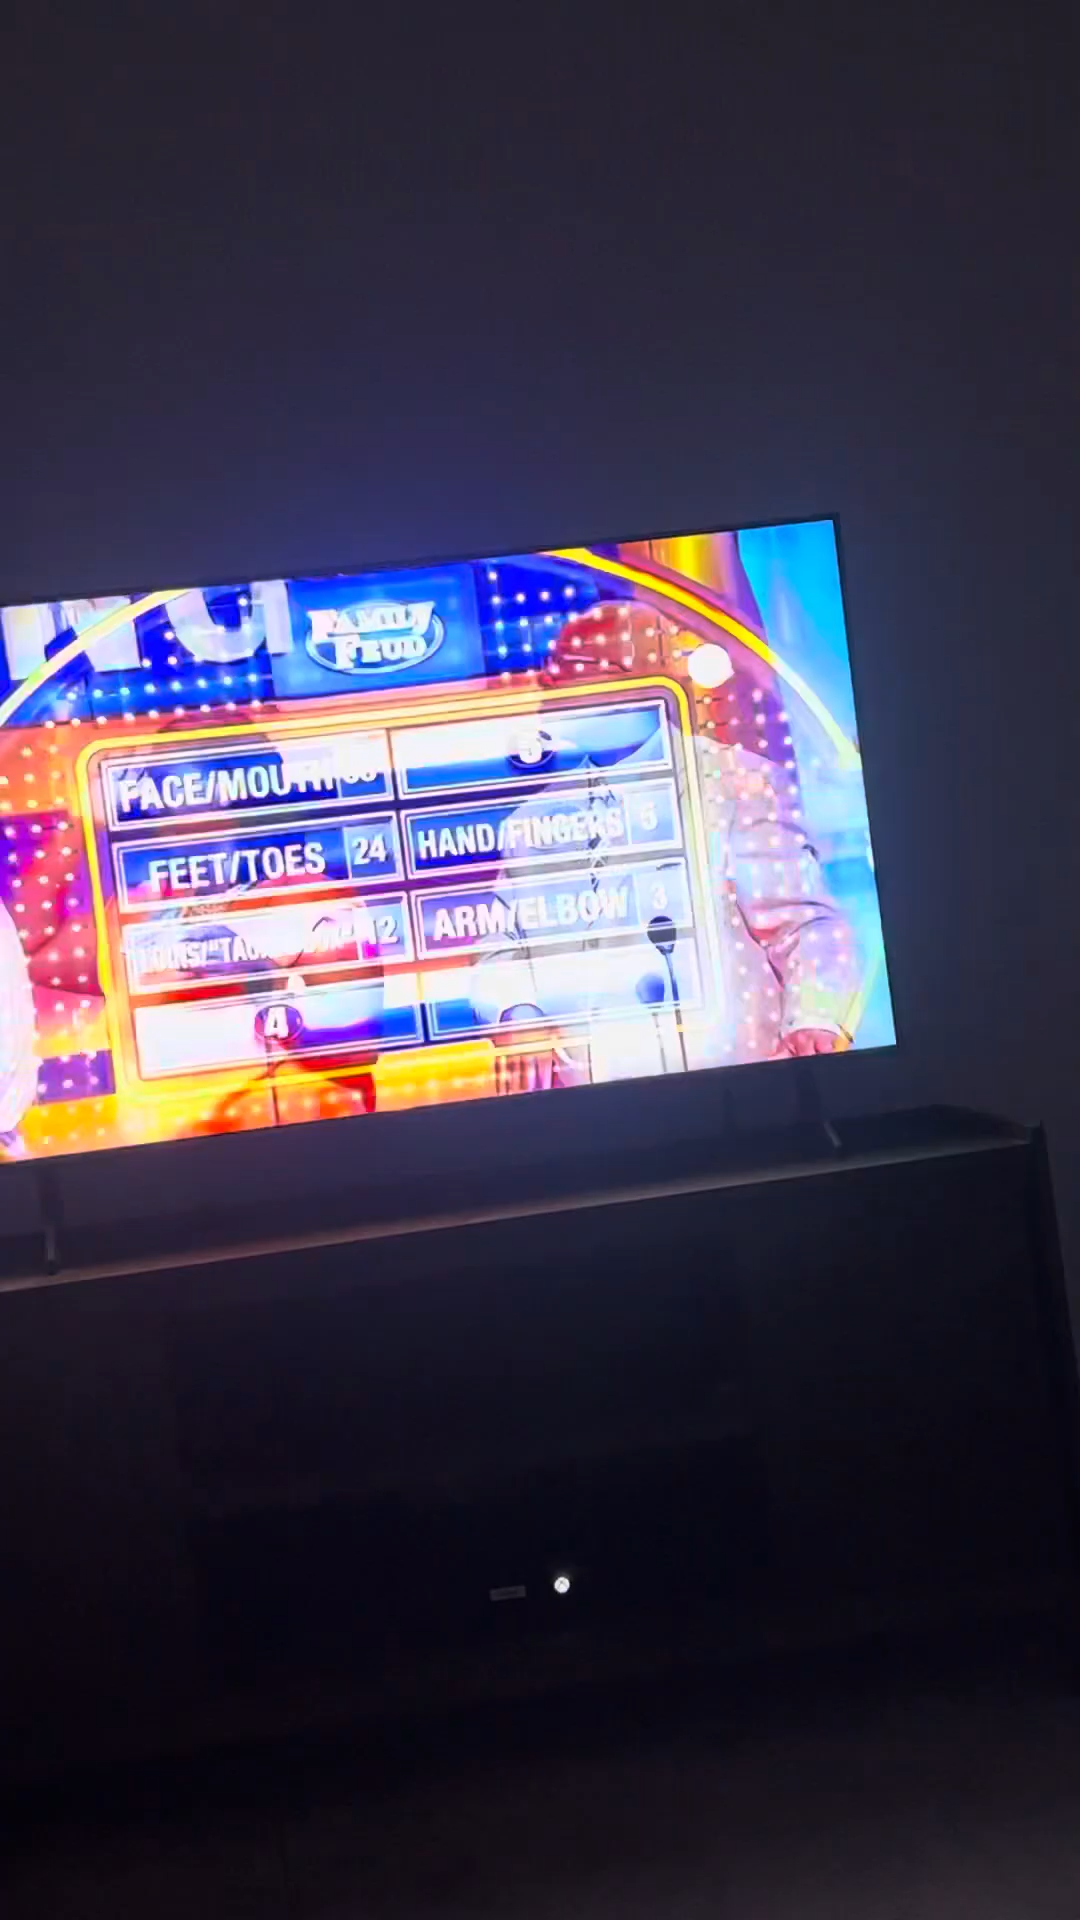 FAMILY
FEUD
FACE/MOUTH
5
FEET/TOES 24
HAND/FINGERS 5
12
ARM/ELBOW 3
4